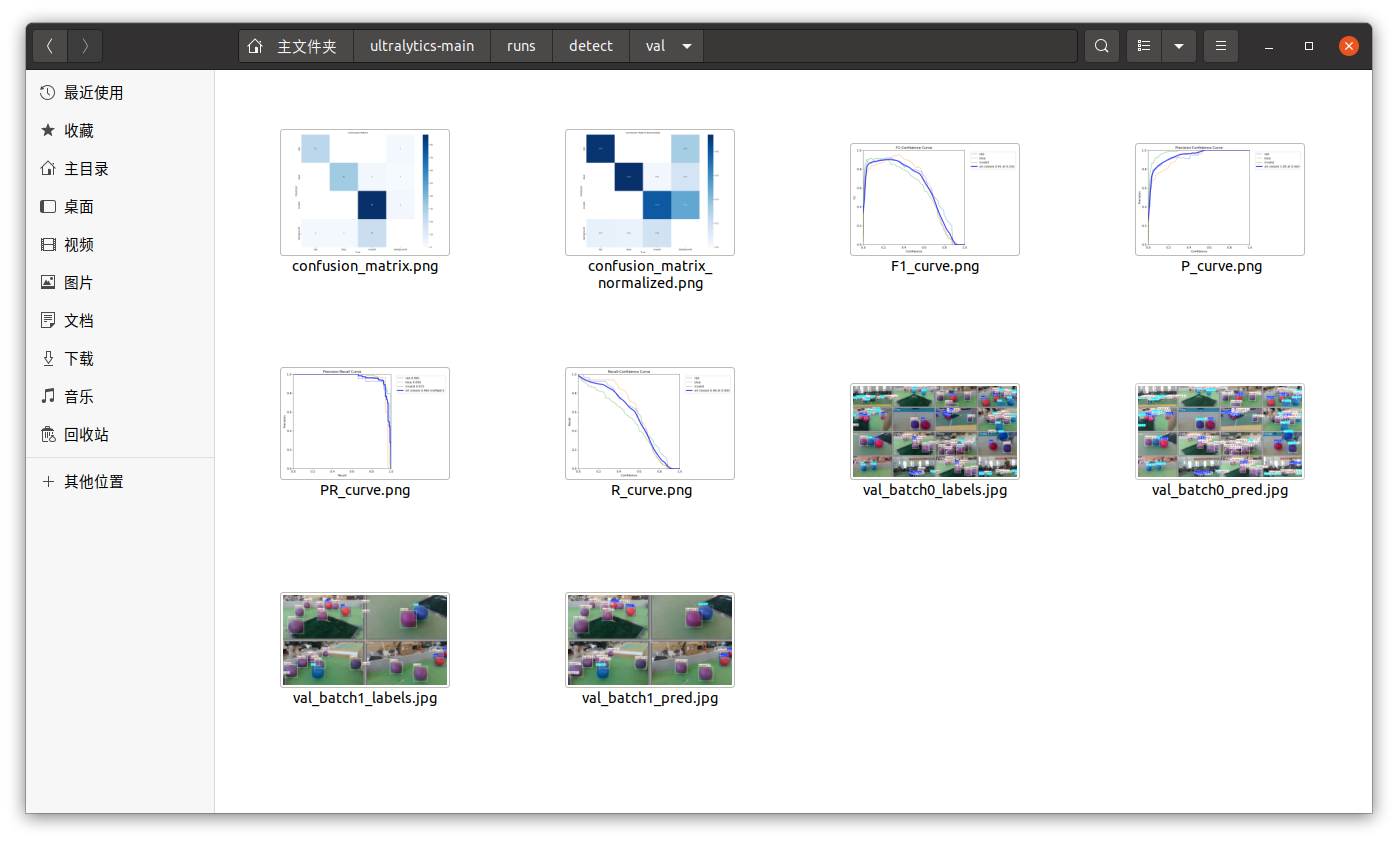 主文件夹 ultralytics-main runs detect val
最近使用
收藏
主目录
桌面
视频
图片
文档
下载
音乐
回收站
其他位置
confusion_matrix.png
confusion_matrix_
normalized.png
F1_curve.png
P_curve.png
PR_curve.png
R_curve.png
val_batch0_labels.jpg
val_batch0_pred.jpg
val_batch1_labels.jpg
val_batch1_pred.jpg